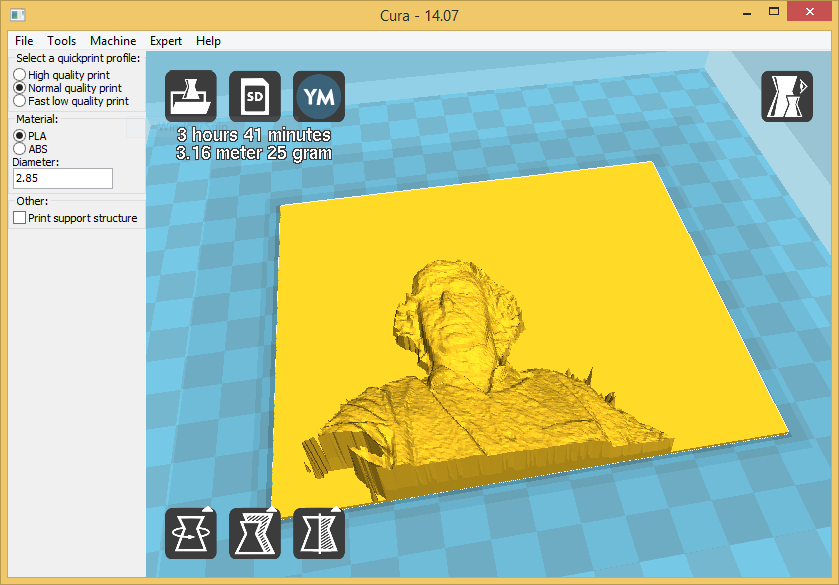 Cura - 14.07
File Tools Machine Expert Help
Select a quickprint profile:
High quality print
Normal quality print
Fast low quality print
Material:
PLA
ABS
Diameter:
2.85
Other:
Print support structure
SD
YM
3 hours 41 minutes
3.16 meter 25 gram